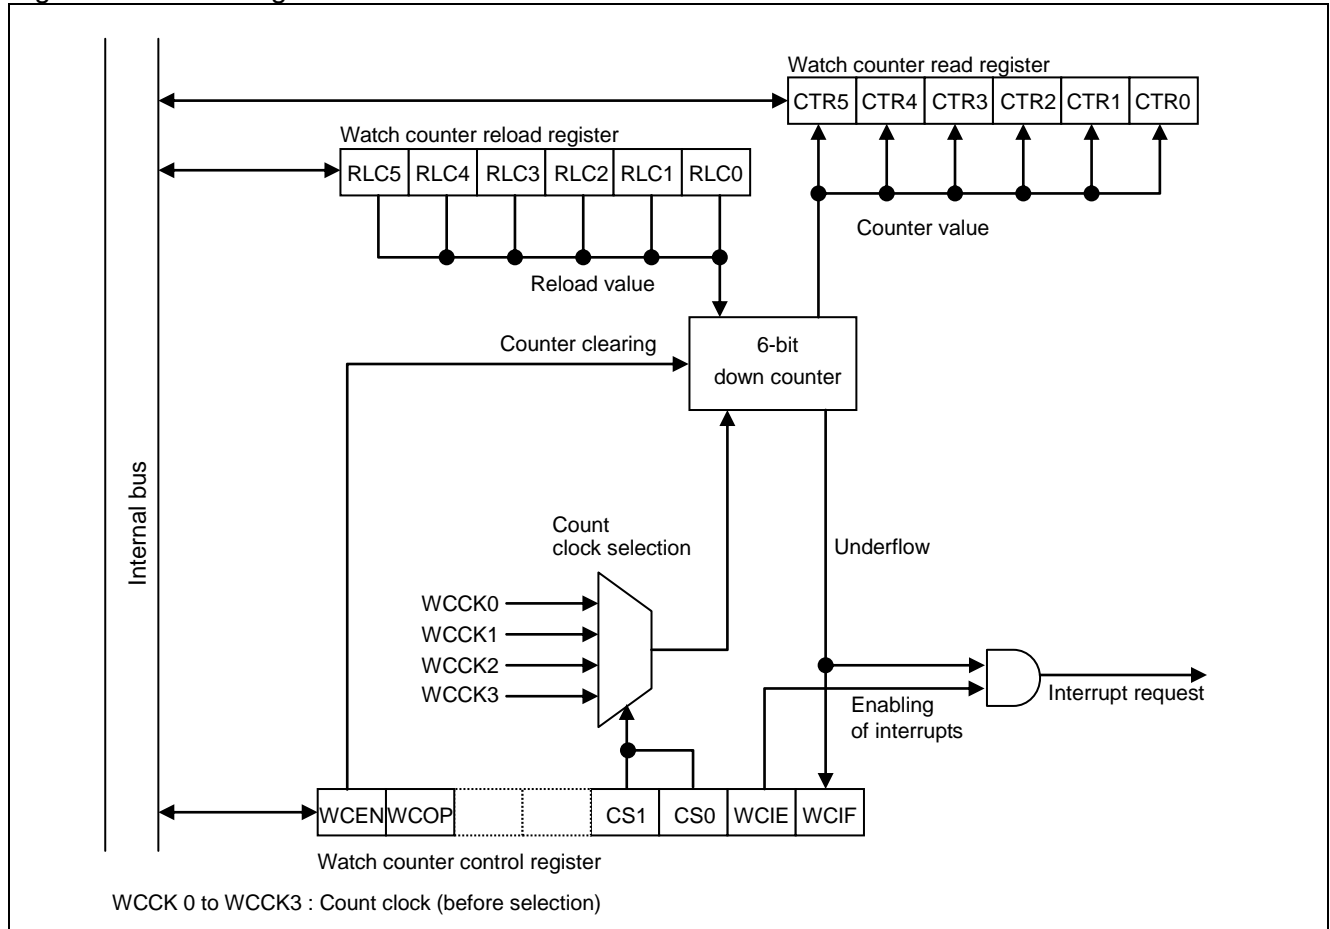 Watch counter read register
CTR5 CTR4 CTR3 CTR2 CTR1 CTR0
Watch counter reload register
RLC5 RLC4 RLC3 RLC2 RLC1 RLC0
Counter value
Reload value
Counter clearing
6-bit
down counter
Internal bus
Count
clock selection
Underflow
WCCK0
WCCK1
WCCK2
WCCK3
Enabling
of interrupts
Interrupt request
WCEN WCOP CS1 CS0 WCIE WCIF
Watch counter control register
WCCK 0 to WCCK3 : Count clock (before selection)